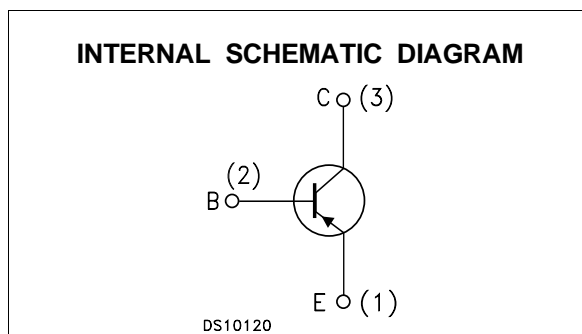 INTERNAL SCHEMATIC DIAGRAM
C (3)
(2)
B
E (1)
DS10120